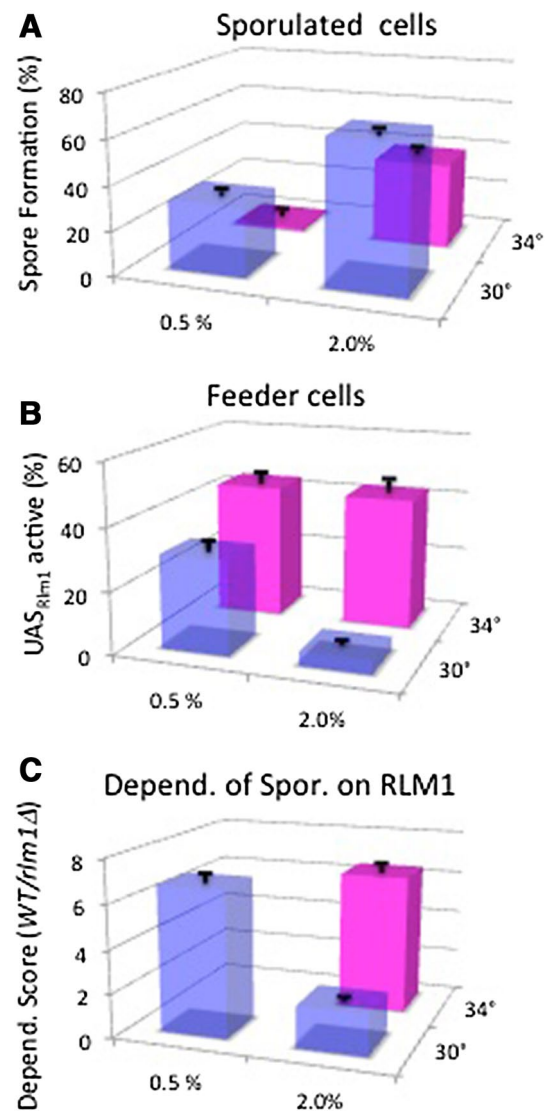 A
Sporulated cells
Spore Formation (%)
80
60
40
20
0
0.5 %
2.0%
30°
34°
B
Feeder cells
UASRlm1 active (%)
60
40
20
0
0.5 %
2.0%
30°
34°
C
Depend. of Spor. on RLM1
Depend. Score (WT/rlm1Δ)
8
6
4
2
0
0.5 %
2.0%
30°
34°